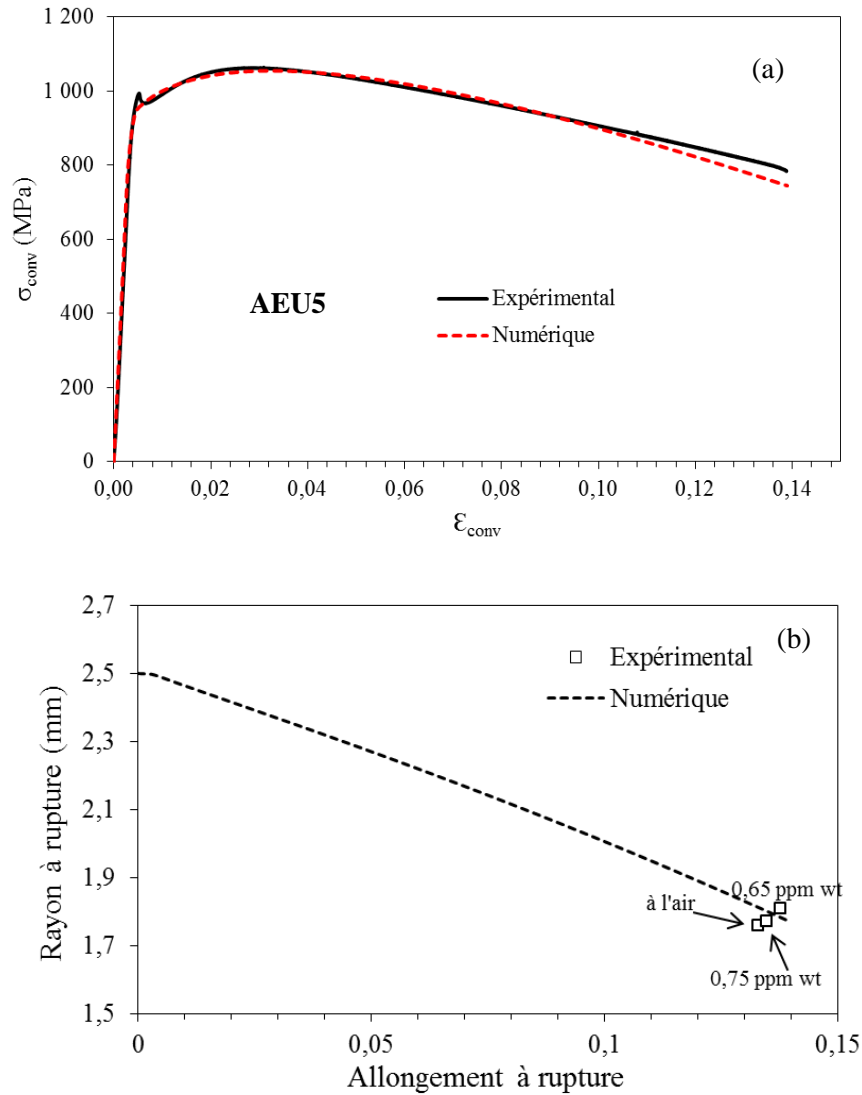 1 200
(a)
1 000
800
σconv (MPa)
600
AEU5
Expérimental
400
Numérique
200
0
0,00 0,02 0,04 0,06 0,08 0,10 0,12 0,14
Ɛconv
2,7
(b)
Expérimental
2,5
Numérique
2,3
Rayon à rupture (mm)
2,1
1,9
0,65 ppm wt
à l'air
1,7
0,75 ppm wt
1,5
0 0,05 0,1 0,15
Allongement à rupture